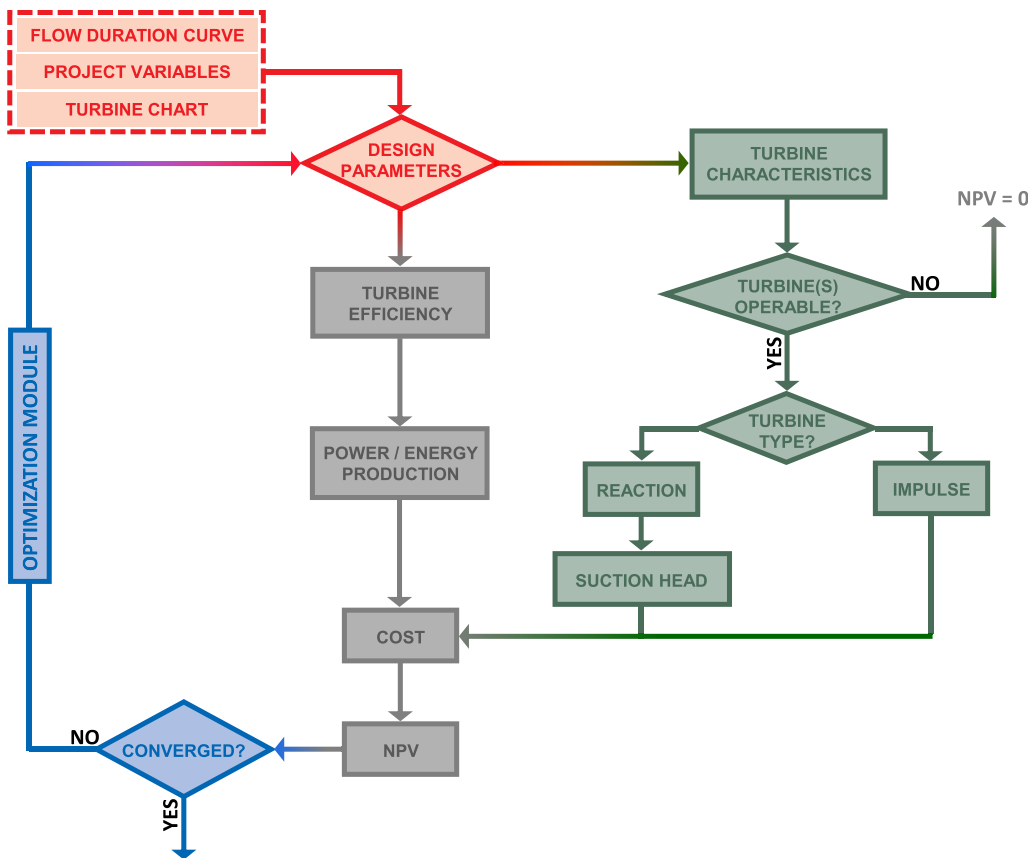 FLOW DURATION CURVE
PROJECT VARIABLES
TURBINE CHART
DESIGN
PARAMETERS
TURBINE
CHARACTERISTICS
NPV = 0
TURBINE(S)
OPERABLE?
NO
YES
TURBINE
EFFICIENCY
TURBINE
TYPE?
POWER / ENERGY
PRODUCTION
REACTION
IMPULSE
OPTIMIZATION MODULE
SUCTION HEAD
COST
NPV
CONVERGED?
NO
YES